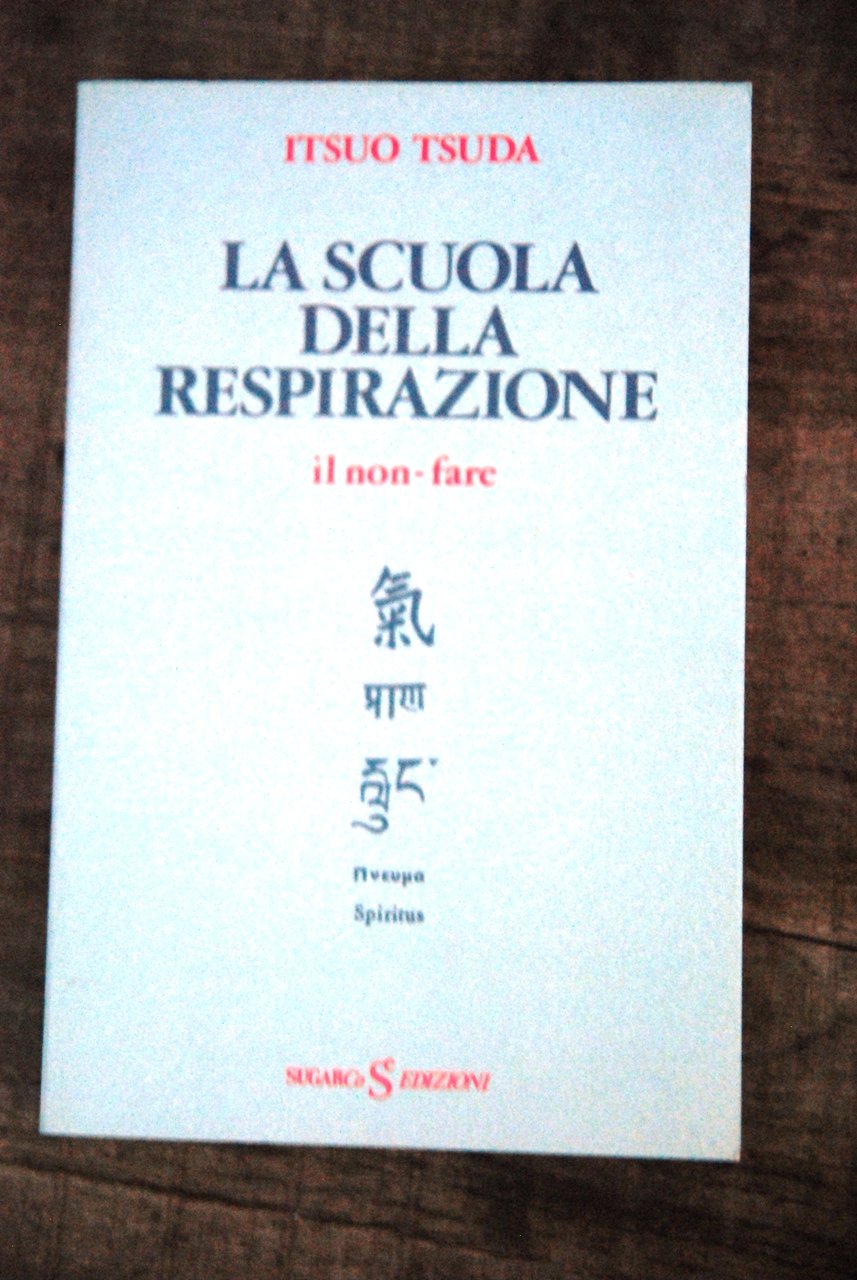 ITSUO TSUDA
LA SCUOLA
DELLA
RESPIRAZIONE
il non-fare
氣
प्राण
རླུང་
Πνευμα
Spiritus
SUGARCo S EDIZIONI